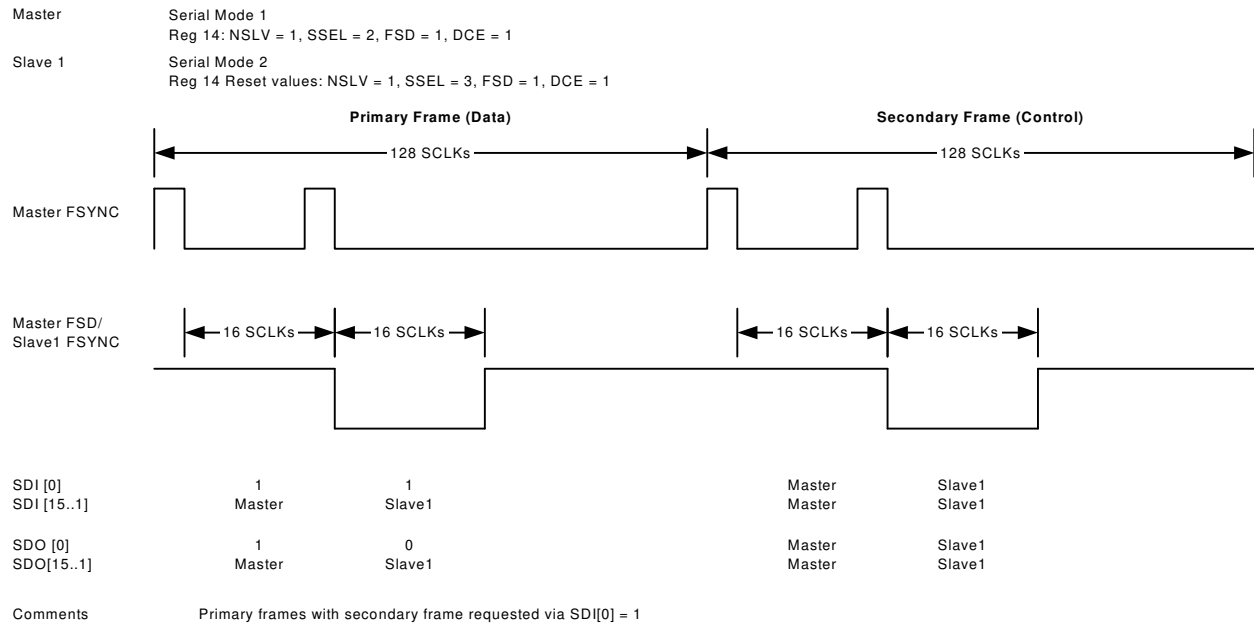 Master Serial Mode 1
Reg 14: NSLV = 1, SSEL = 2, FSD = 1, DCE = 1
Slave 1 Serial Mode 2
Reg 14 Reset values: NSLV = 1, SSEL = 3, FSD = 1, DCE = 1
Primary Frame (Data) Secondary Frame (Control)
128 SCLKs 128 SCLKs
Master FSYNC
Master FSD/
Slave1 FSYNC
16 SCLKs 16 SCLKs 16 SCLKs 16 SCLKs
SDI [0] 1 1 Master Slave1
SDI [15..1] Master Slave1 Master Slave1
SDO [0] 1 0 Master Slave1
SDO[15..1] Master Slave1 Master Slave1
Comments Primary frames with secondary frame requested via SDI[0] = 1